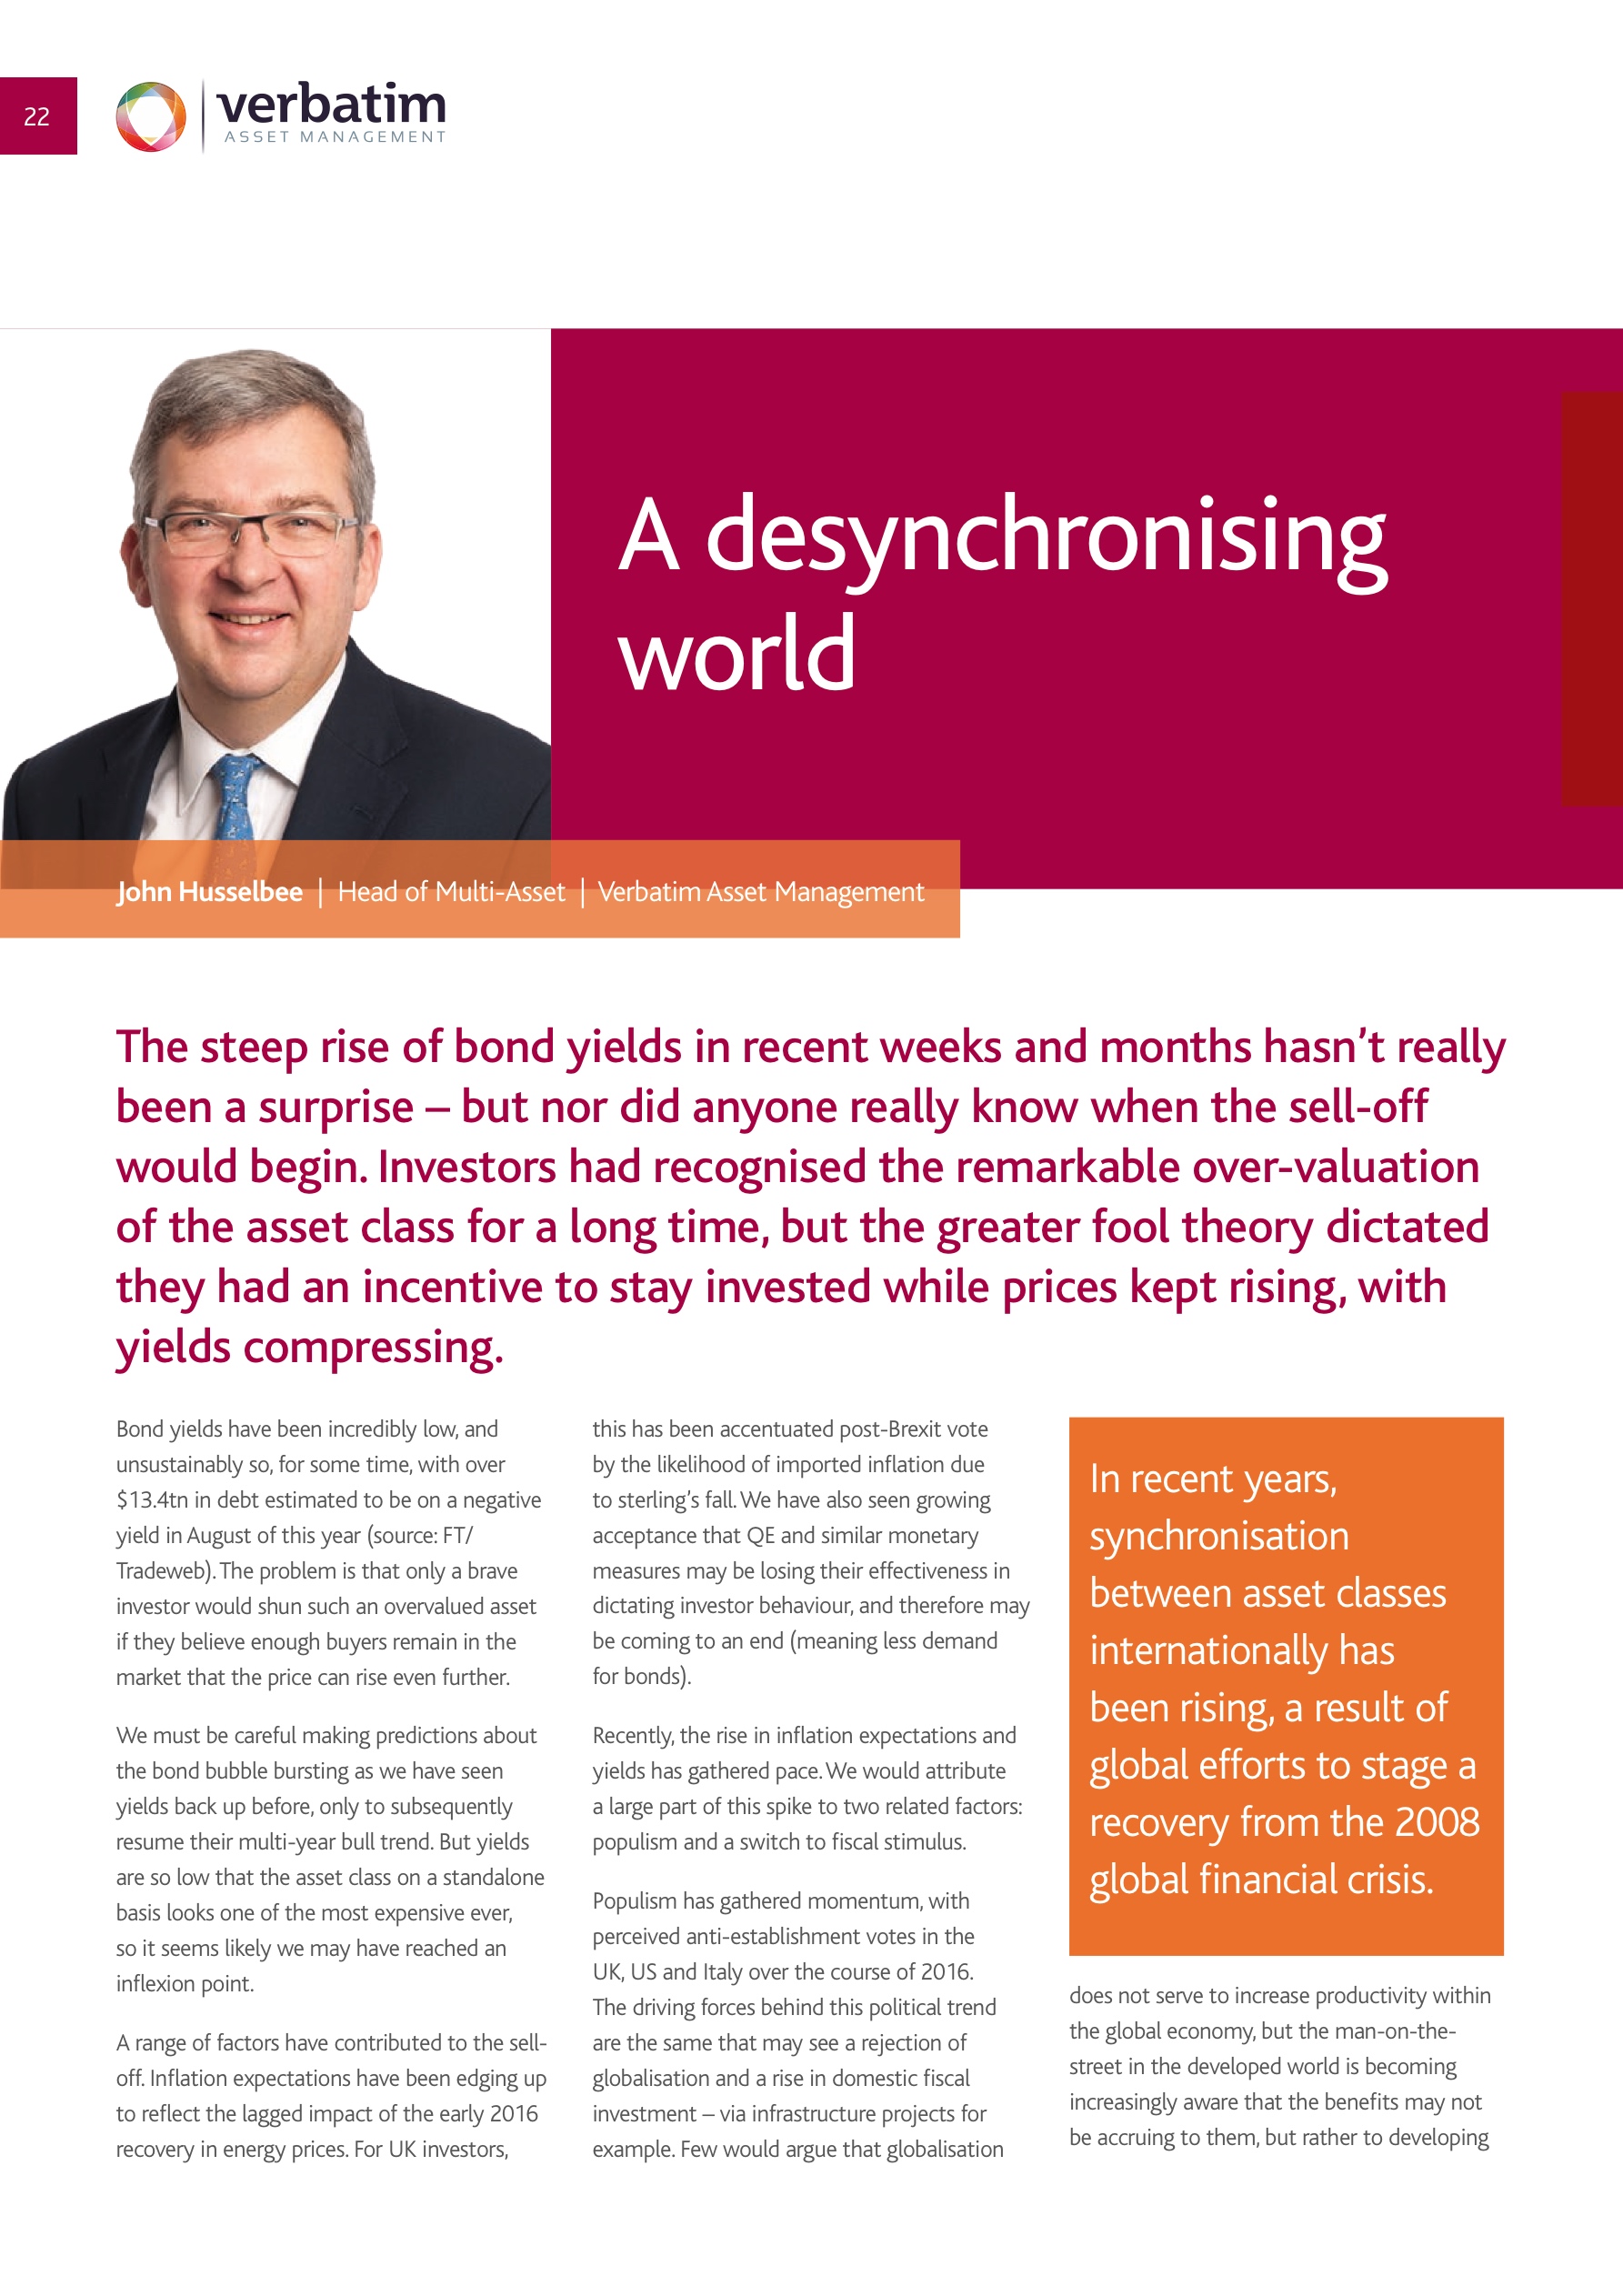 22
verbatim
ASSET MANAGEMENT
A desynchronising
world
John Husselbee | Head of Multi-Asset | Verbatim Asset Management
The steep rise of bond yields in recent weeks and months hasn’t really
been a surprise – but nor did anyone really know when the sell-off
would begin. Investors had recognised the remarkable over-valuation
of the asset class for a long time, but the greater fool theory dictated
they had an incentive to stay invested while prices kept rising, with
yields compressing.
Bond yields have been incredibly low, and
unsustainably so, for some time, with over
$13.4tn in debt estimated to be on a negative
yield in August of this year (source: FT/
Tradeweb). The problem is that only a brave
investor would shun such an overvalued asset
if they believe enough buyers remain in the
market that the price can rise even further.
We must be careful making predictions about
the bond bubble bursting as we have seen
yields back up before, only to subsequently
resume their multi-year bull trend. But yields
are so low that the asset class on a standalone
basis looks one of the most expensive ever,
so it seems likely we may have reached an
inflexion point.
A range of factors have contributed to the sell-
off. Inflation expectations have been edging up
to reflect the lagged impact of the early 2016
recovery in energy prices. For UK investors,
this has been accentuated post-Brexit vote
by the likelihood of imported inflation due
to sterling’s fall. We have also seen growing
acceptance that QE and similar monetary
measures may be losing their effectiveness in
dictating investor behaviour, and therefore may
be coming to an end (meaning less demand
for bonds).
Recently, the rise in inflation expectations and
yields has gathered pace. We would attribute
a large part of this spike to two related factors:
populism and a switch to fiscal stimulus.
Populism has gathered momentum, with
perceived anti-establishment votes in the
UK, US and Italy over the course of 2016.
The driving forces behind this political trend
are the same that may see a rejection of
globalisation and a rise in domestic fiscal
investment – via infrastructure projects for
example. Few would argue that globalisation
In recent years,
synchronisation
between asset classes
internationally has
been rising, a result of
global efforts to stage a
recovery from the 2008
global financial crisis.
does not serve to increase productivity within
the global economy, but the man-on-the-
street in the developed world is becoming
increasingly aware that the benefits may not
be accruing to them, but rather to developing